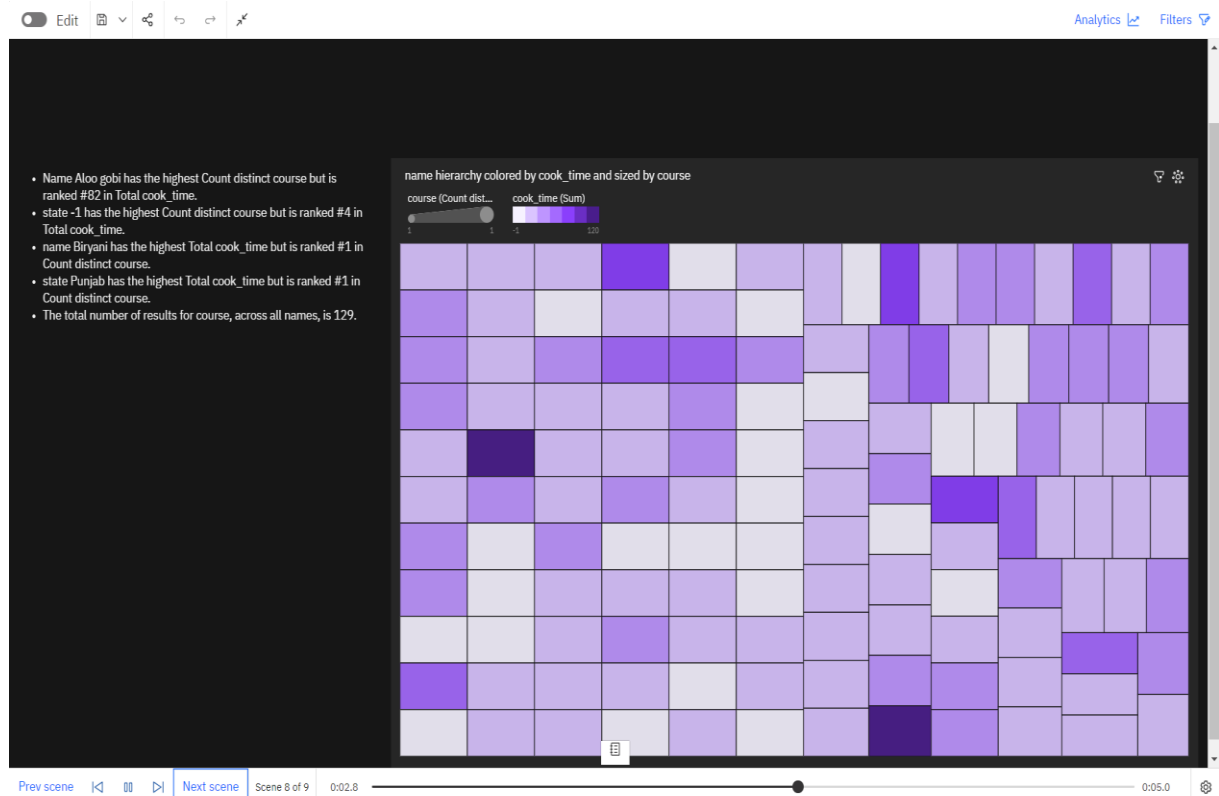 Edit
Analytics
Filters
• Name Aloo gobi has the highest Count distinct course but is
ranked #82 in Total cook_time.
• state -1 has the highest Count distinct course but is ranked #4 in
Total cook_time.
• name Biryani has the highest Total cook_time but is ranked #1 in
Count distinct course.
• state Punjab has the highest Total cook_time but is ranked #1 in
Count distinct course.
• The total number of results for course, across all names, is 129.
name hierarchy colored by cook_time and sized by course
course (Count dist...
cook_time (Sum)
1 1
-1 120
Prev scene
Next scene
Scene 8 of 9
0:02.8
0:05.0